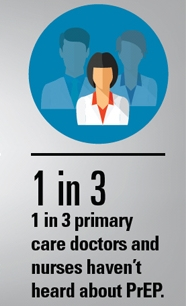 1 in 3
1 in 3 primary
care doctors and
nurses haven't
heard about PrEP.